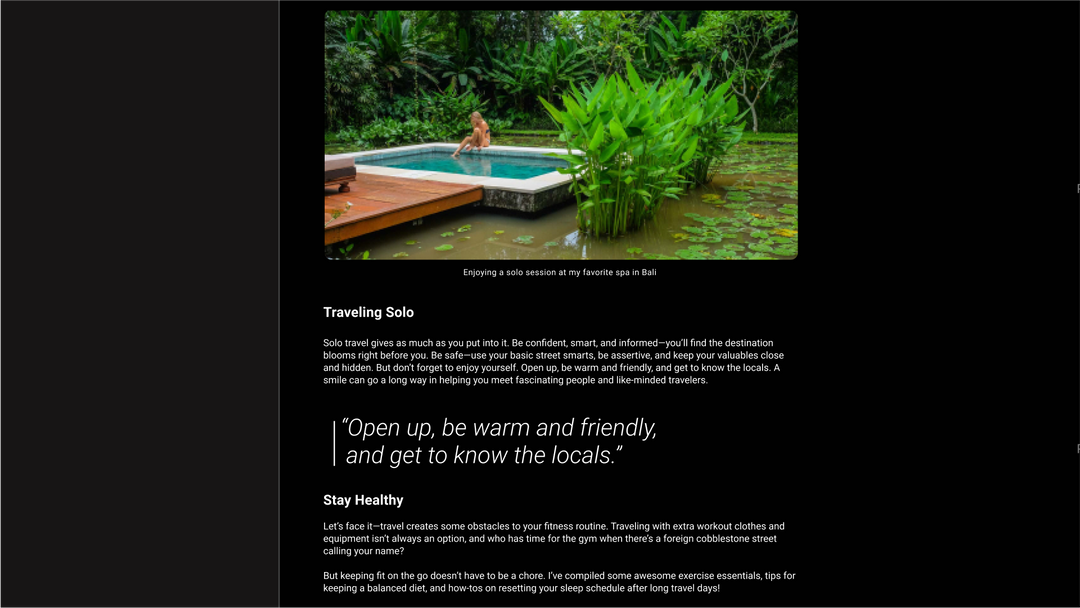 Enjoying a solo session at my favorite spa in Bali
Traveling Solo
Solo travel gives as much as you put into it. Be confident, smart, and informed—you’ll find the destination
blooms right before you. Be safe—use your basic street smarts, be assertive, and keep your valuables close
and hidden. But don’t forget to enjoy yourself. Open up, be warm and friendly, and get to know the locals. A
smile can go a long way in helping you meet fascinating people and like-minded travelers.
“Open up, be warm and friendly,
and get to know the locals.”
Stay Healthy
Let’s face it—travel creates some obstacles to your fitness routine. Traveling with extra workout clothes and
equipment isn’t always an option, and who has time for the gym when there’s a foreign cobblestone street
calling your name?
But keeping fit on the go doesn’t have to be a chore. I’ve compiled some awesome exercise essentials, tips for
keeping a balanced diet, and how-tos on resetting your sleep schedule after long travel days!